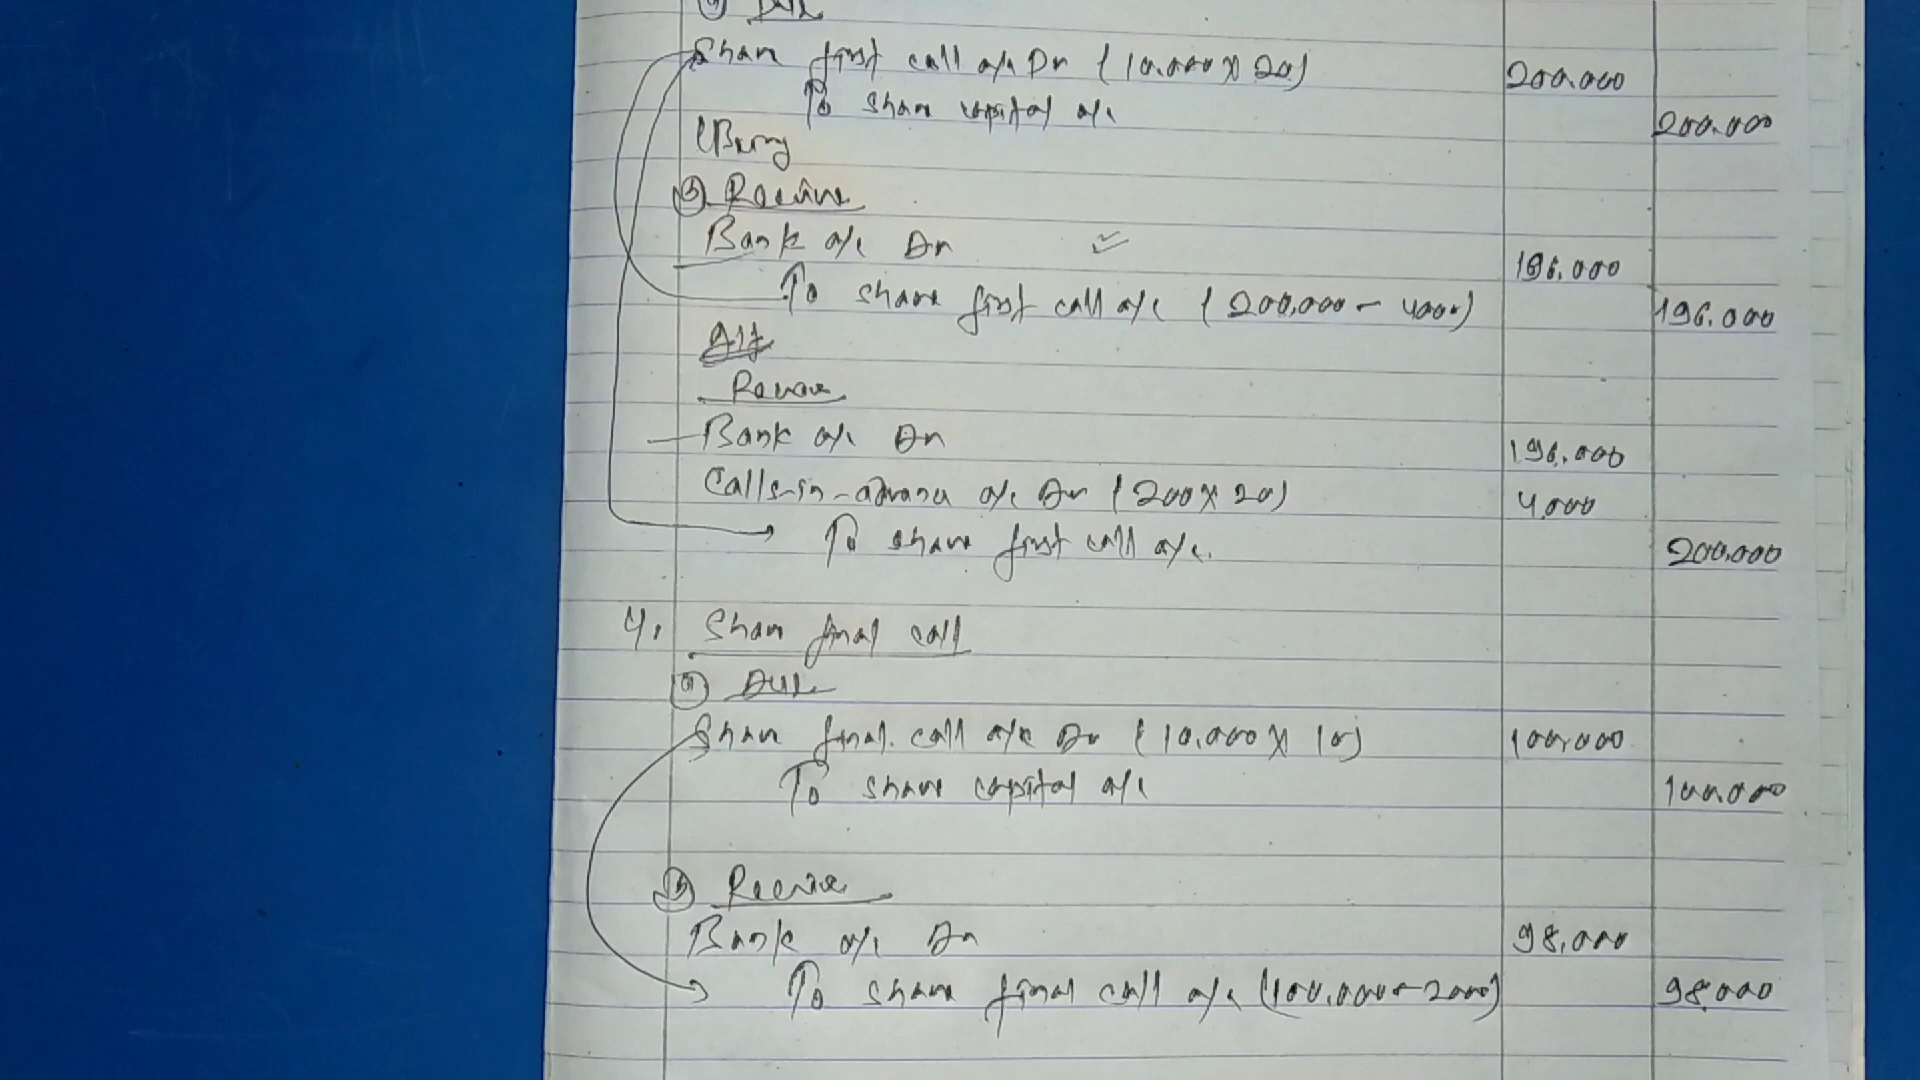 (a) Due
Share first call a/c Dr (10,000 X 20) 200,000
To share capital a/c 200,000
(Being
(b) Receive
Bank a/c Dr 196,000
To share first call a/c (200,000 - 4000) 196,000
Receive
Bank a/c Dr 196,000
Calls-in-advance a/c Dr (200 X 20) 4,000
To share first call a/c. 200,000
4. Share final call
(a) Due
Share final call a/c Dr (10,000 X 10) 100,000
To share capital a/c 100,000
(b) Receive
Bank a/c Dr 98,000
To share final call a/c (100,000 - 2000) 98,000